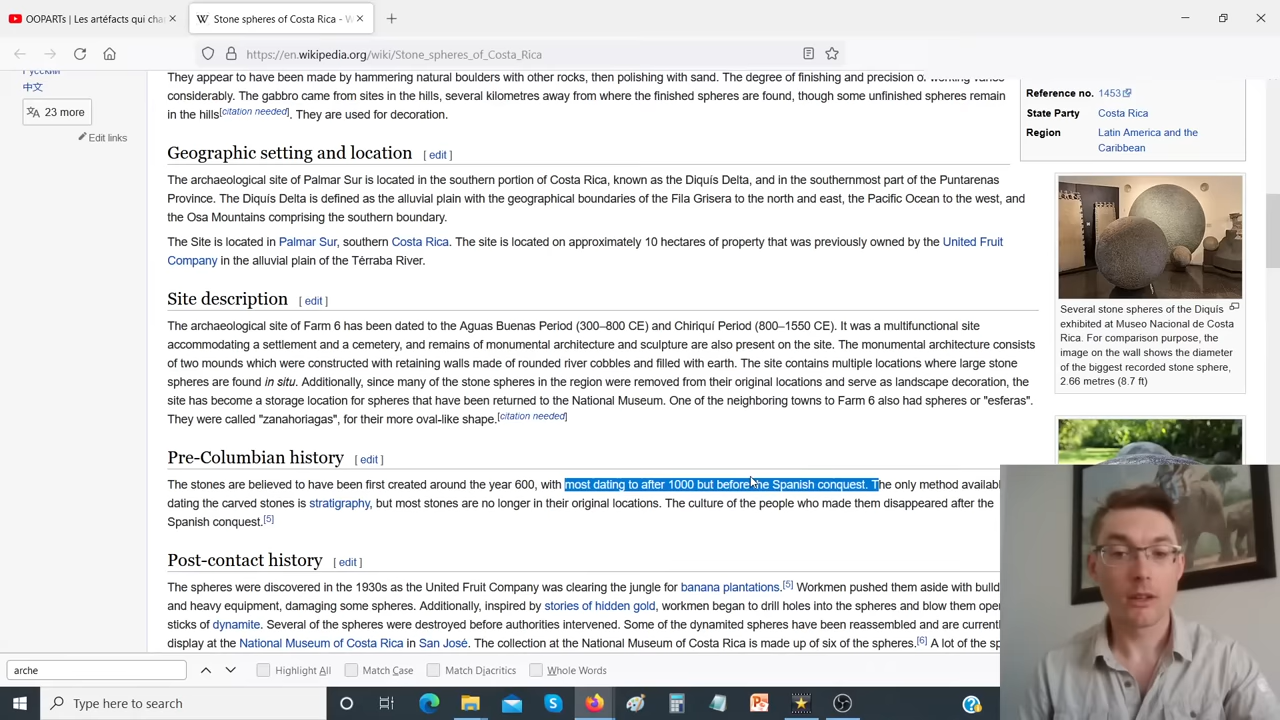 OOPARTs | Les artéfacts qui cha
Stone spheres of Costa Rica - W
https://en.wikipedia.org/wiki/Stone_spheres_of_Costa_Rica
Русский
中文
23 more
Edit links
They appear to have been made by hammering natural boulders with other rocks, then polishing with sand. The degree of finishing and precision of working varies
considerably. The gabbro came from sites in the hills, several kilometres away from where the finished spheres are found, though some unfinished spheres remain
in the hills[citation needed]. They are used for decoration.
Geographic setting and location [ edit ]
The archaeological site of Palmar Sur is located in the southern portion of Costa Rica, known as the Diquís Delta, and in the southernmost part of the Puntarenas
Province. The Diquís Delta is defined as the alluvial plain with the geographical boundaries of the Fila Grisera to the north and east, the Pacific Ocean to the west, and
the Osa Mountains comprising the southern boundary.
The Site is located in Palmar Sur, southern Costa Rica. The site is located on approximately 10 hectares of property that was previously owned by the United Fruit
Company in the alluvial plain of the Térraba River.
Site description [ edit ]
The archaeological site of Farm 6 has been dated to the Aguas Buenas Period (300–800 CE) and Chiriquí Period (800–1550 CE). It was a multifunctional site
accommodating a settlement and a cemetery, and remains of monumental architecture and sculpture are also present on the site. The monumental architecture consists
of two mounds which were constructed with retaining walls made of rounded river cobbles and filled with earth. The site contains multiple locations where large stone
spheres are found in situ. Additionally, since many of the stone spheres in the region were removed from their original locations and serve as landscape decoration, the
site has become a storage location for spheres that have been returned to the National Museum. One of the neighboring towns to Farm 6 also had spheres or "esferas".
They were called "zanahoriagas", for their more oval-like shape.[citation needed]
Pre-Columbian history [ edit ]
The stones are believed to have been first created around the year 600, with most dating to after 1000 but before the Spanish conquest. The only method availabl
dating the carved stones is stratigraphy, but most stones are no longer in their original locations. The culture of the people who made them disappeared after the
Spanish conquest.[5]
Post-contact history [ edit ]
The spheres were discovered in the 1930s as the United Fruit Company was clearing the jungle for banana plantations.[5] Workmen pushed them aside with bulld
and heavy equipment, damaging some spheres. Additionally, inspired by stories of hidden gold, workmen began to drill holes into the spheres and blow them open
sticks of dynamite. Several of the spheres were destroyed before authorities intervened. Some of the dynamited spheres have been reassembled and are current
display at the National Museum of Costa Rica in San José. The collection at the National Museum of Costa Rica is made up of six of the spheres.[6] A lot of the sp
Reference no. 1453
State Party Costa Rica
Region Latin America and the
Caribbean
Several stone spheres of the Diquís
exhibited at Museo Nacional de Costa
Rica. For comparison purpose, the
image on the wall shows the diameter
of the biggest recorded stone sphere,
2.66 metres (8.7 ft)
arche
Highlight All
Match Case
Match Diacritics
Whole Words
Type here to search